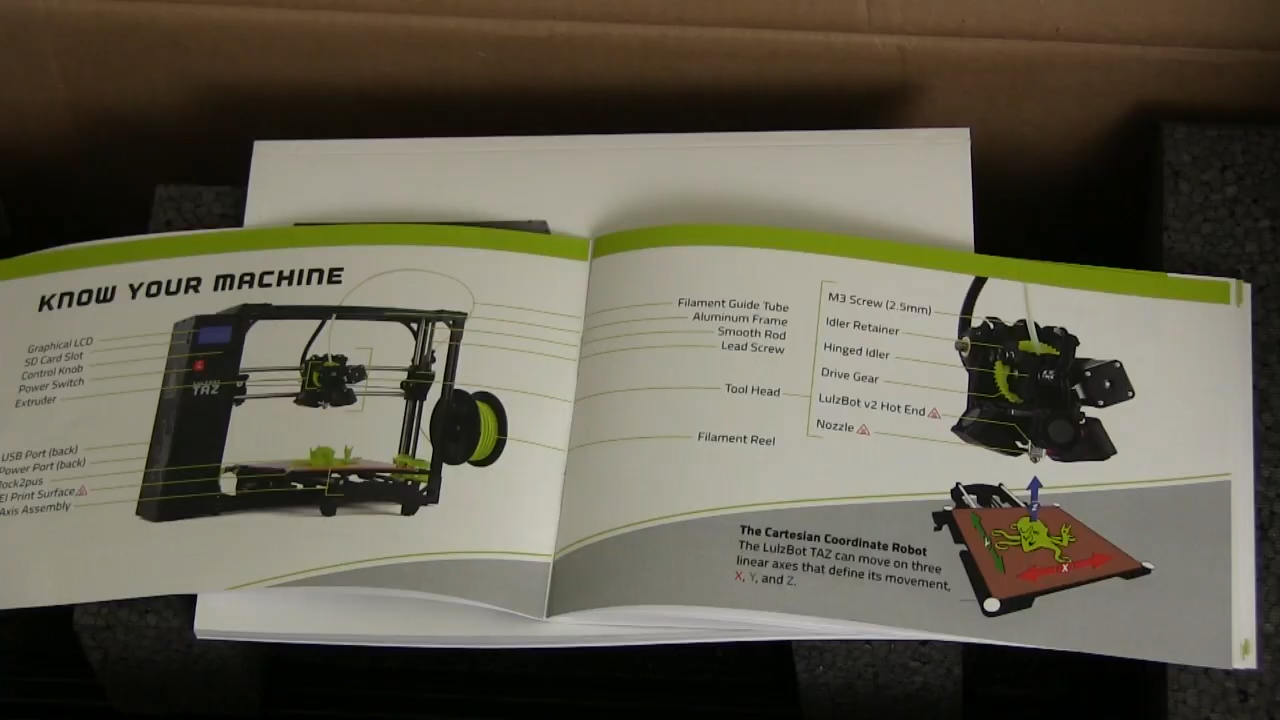 KNOW YOUR MACHINE
Graphical LCD
SD Card Slot
Control Knob
Power Switch
Extruder
USB Port (back)
Power Port (back)
Print Surface
Axis Assembly
TAZ
Filament Guide Tube
Aluminum Frame
Smooth Rod
Lead Screw
Tool Head
Filament Reel
M3 Screw (2.5mm)
Idler Retainer
Hinged Idler
Drive Gear
LulzBot v2 Hot End
Nozzle
The Cartesian Coordinate Robot
The LulzBot TAZ can move on three
linear axes that define its movement,
X, Y, and Z.
Z
Y
X